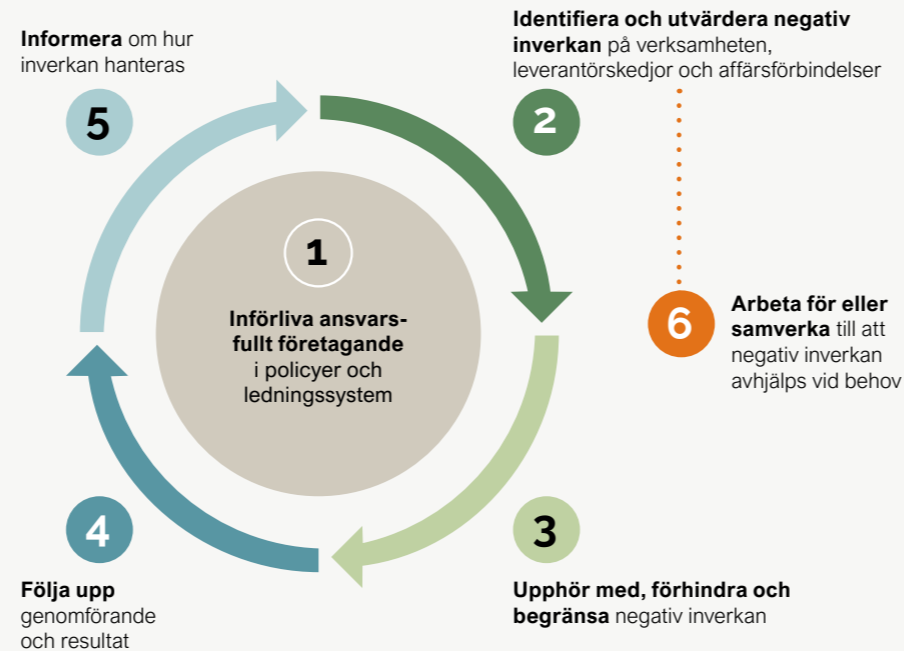 Informera om hur
inverkan hanteras
5
Identifiera och utvärdera negativ
inverkan på verksamheten,
leverantörskedjor och affärsförbindelser
2
1
Införliva ansvars-
fullt företagande
i policyer och
ledningssystem
6
Arbeta för eller
samverka till att
negativ inverkan
avhjälps vid behov
4
Följa upp
genomförande
och resultat
3
Upphör med, förhindra och
begränsa negativ inverkan